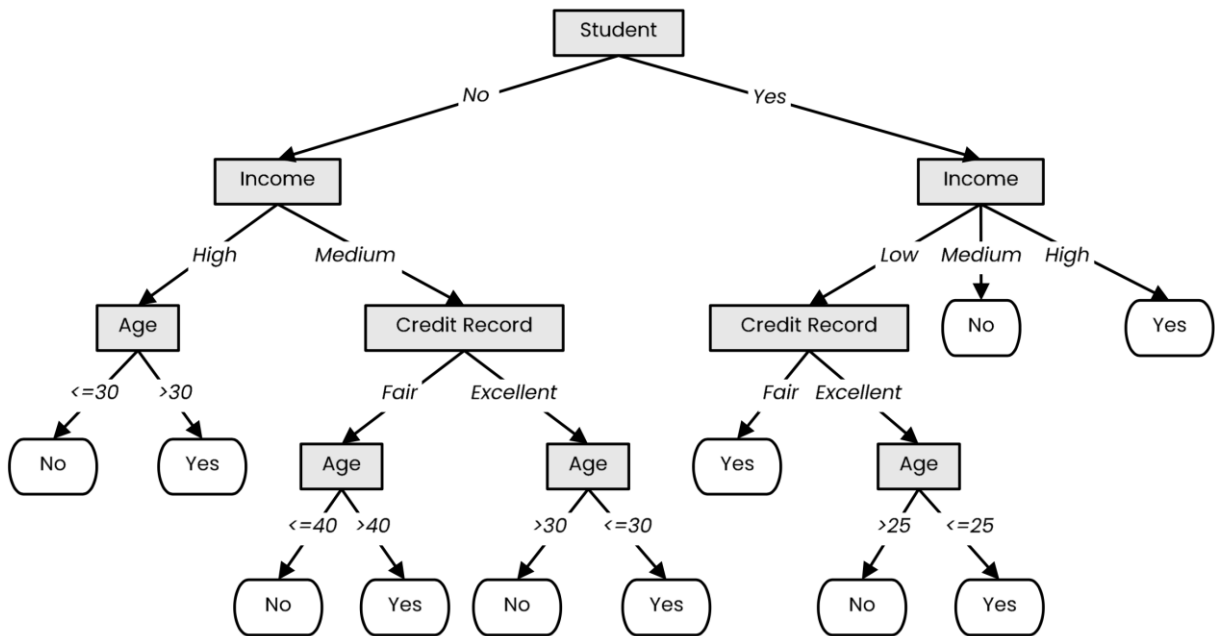 Student
No
Yes
Income
Income
High
Medium
Low
Medium
High
Age
Credit Record
Credit Record
No
Yes
<=30
>30
Fair
Excellent
Fair
Excellent
No
Yes
Age
Age
Yes
Age
<=40
>40
>30
<=30
>25
<=25
No
Yes
No
Yes
No
Yes